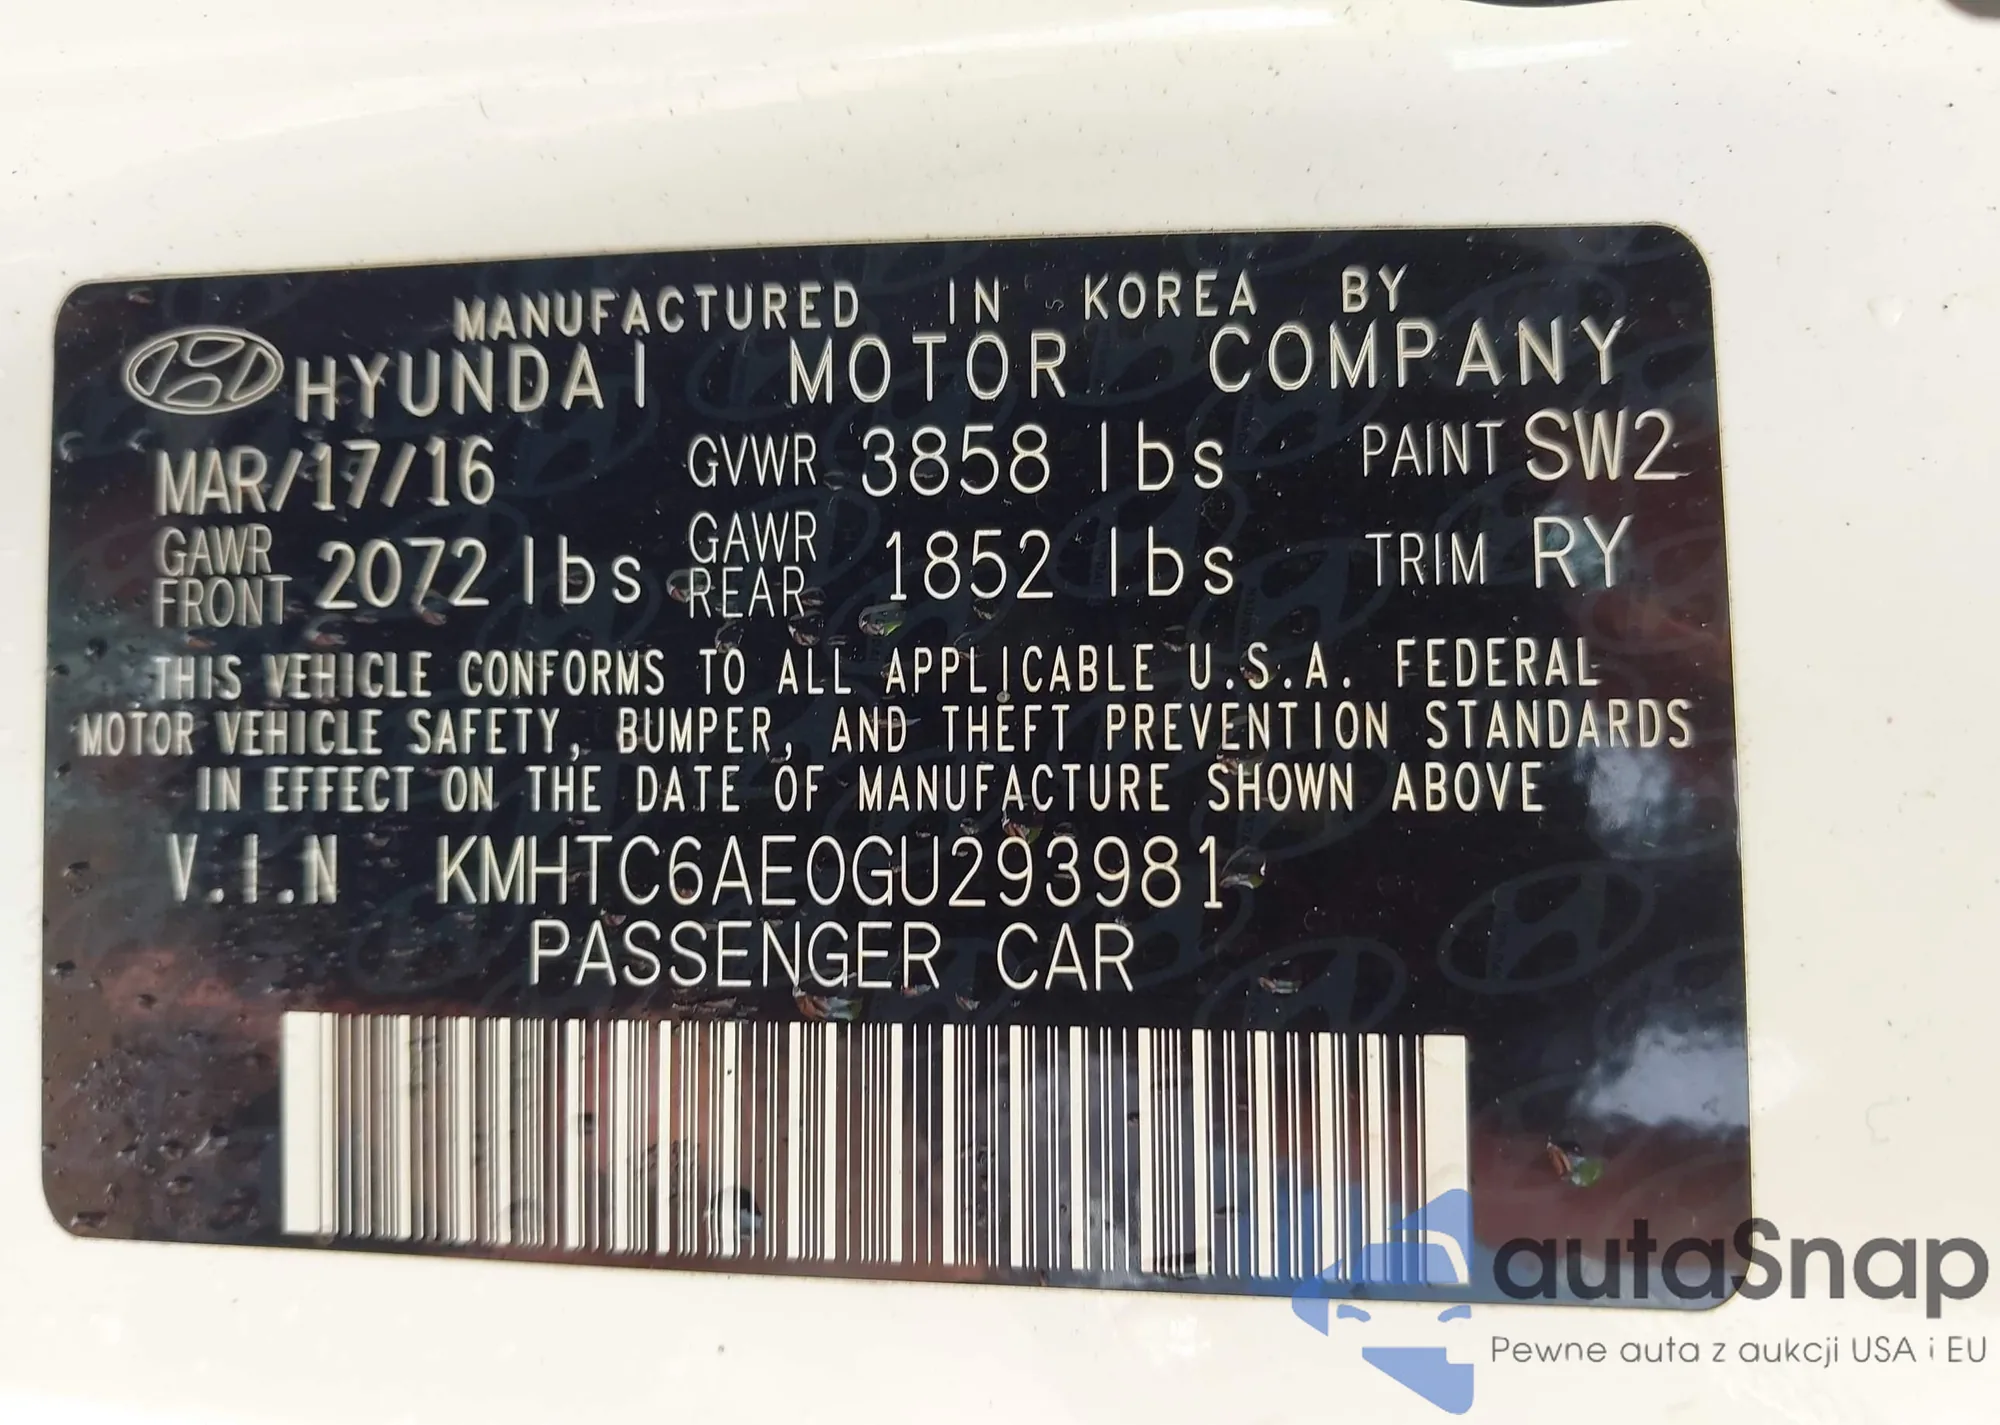 MANUFACTURED IN KOREA BY
HYUNDAI MOTOR COMPANY
MAR/17/16 GVWR 3858 lbs PAINT SW2
GAWR FRONT 2072 lbs GAWR REAR 1852 lbs TRIM RY
THIS VEHICLE CONFORMS TO ALL APPLICABLE U.S.A. FEDERAL
MOTOR VEHICLE SAFETY, BUMPER, AND THEFT PREVENTION STANDARDS
IN EFFECT ON THE DATE OF MANUFACTURE SHOWN ABOVE
V.I.N KMHTC6AE0GU293981
PASSENGER CAR
autaSnap
Pewne auta z aukcji USA i EU